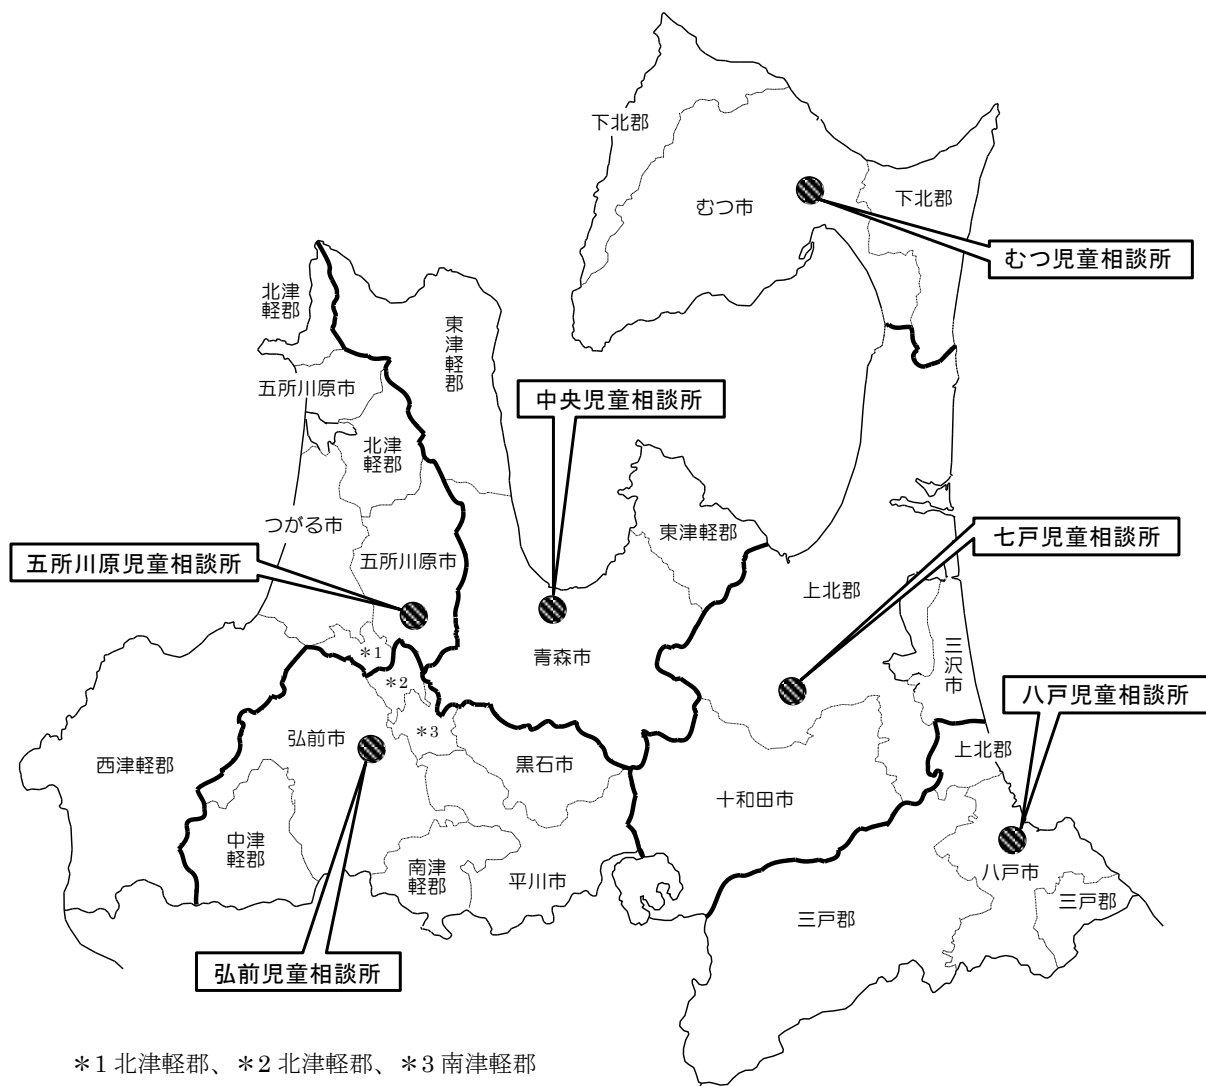 下北郡
むつ市
下北郡
むつ児童相談所
北津
軽郡
東津軽郡
五所川原市
中央児童相談所
北津
軽郡
つがる市
東津軽郡
七戸児童相談所
五所川原児童相談所
五所川原市
上北郡
*1
青森市
三沢市
*2
八戸児童相談所
*3
弘前市
上北郡
西津軽郡
黒石市
十和田市
中津
軽郡
南津
軽郡
平川市
八戸市
三戸郡
三戸郡
弘前児童相談所
*1 北津軽郡、*2 北津軽郡、*3 南津軽郡